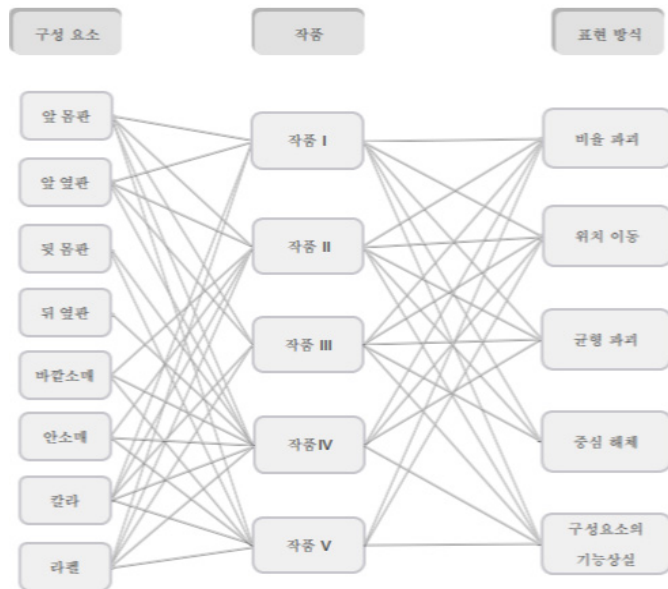 구성 요소
작품
표현 방식
앞 몸판
앞 옆판
뒷 몸판
뒤 옆판
바깥소매
안소매
칼라
라펠
작품 I
작품 II
작품 III
작품IV
작품 V
비율 파괴
위치 이동
균형 파괴
중심 해체
구성요소의
기능상실